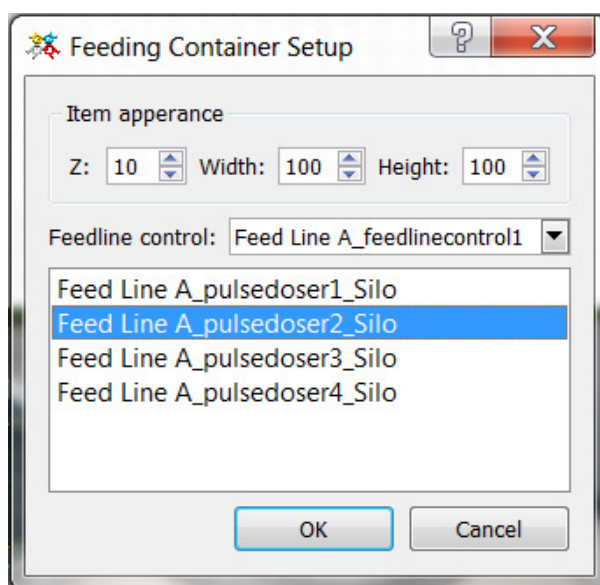 Feeding Container Setup
Item apperance
Z: 10 Width: 100 Height: 100
Feedline control: Feed Line A_feedlinecontrol1
Feed Line A_pulsedoser1_Silo
Feed Line A_pulsedoser2_Silo
Feed Line A_pulsedoser3_Silo
Feed Line A_pulsedoser4_Silo
OK Cancel